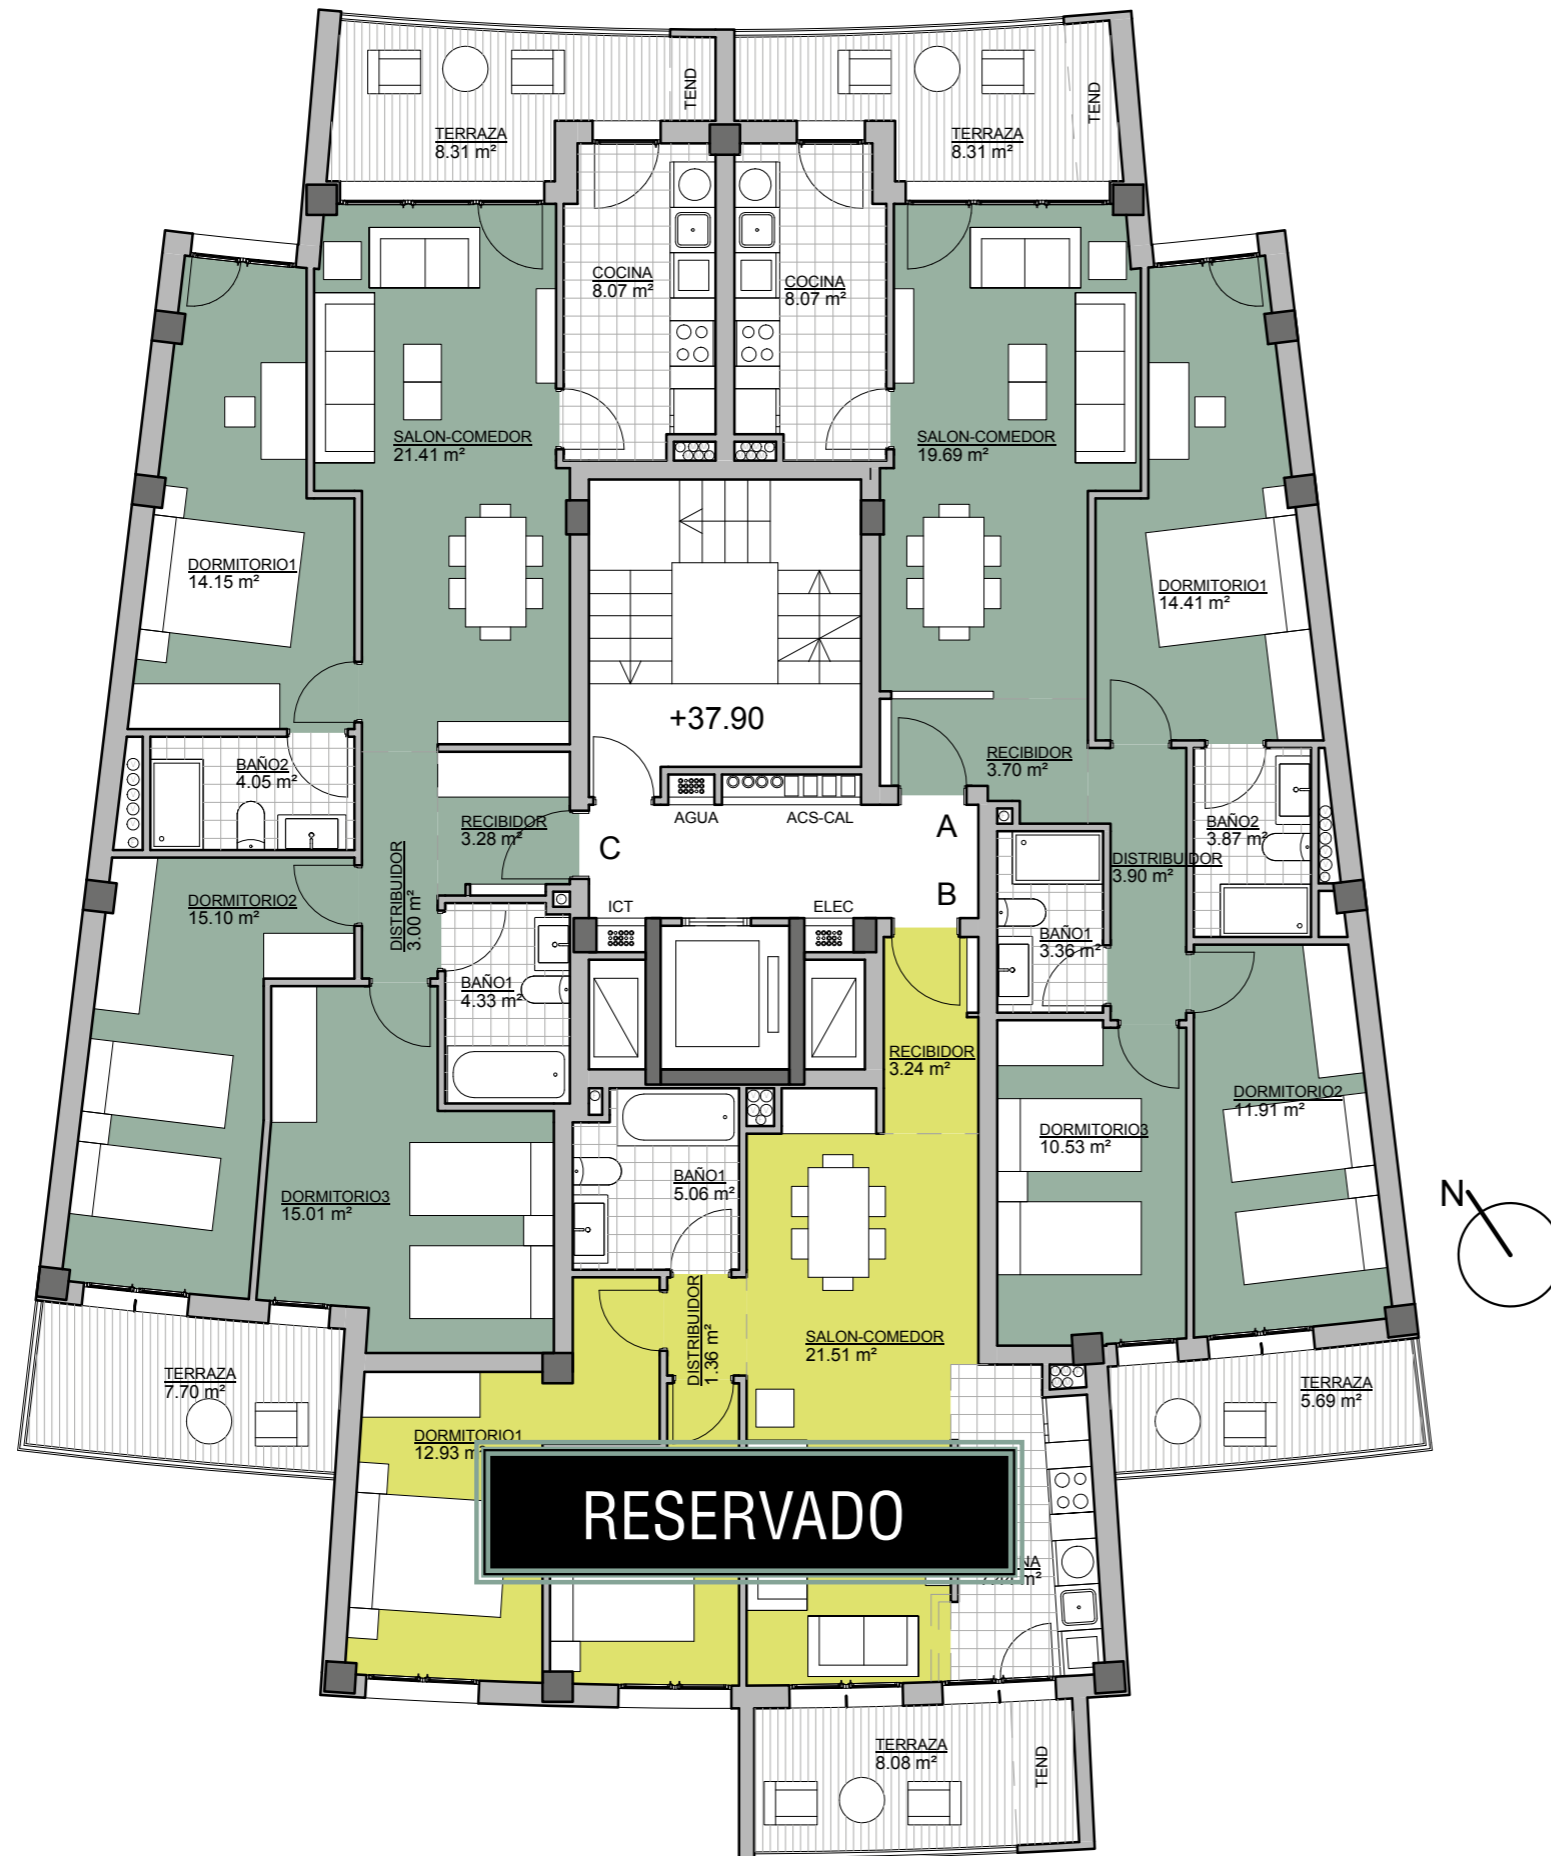 TEND
TEND
TERRAZA
8.31 m²
TERRAZA
8.31 m²
COCINA
8.07 m²
COCINA
8.07 m²
SALON-COMEDOR
21.41 m²
SALON-COMEDOR
19.69 m²
DORMITORIO1
14.15 m²
DORMITORIO1
14.41 m²
+37.90
BAÑO2
4.05 m²
RECIBIDOR
3.70 m²
RECIBIDOR
3.28 m²
AGUA
ACS-CAL
A
BAÑO2
3.87 m²
C
DISTRIBUIDOR
3.90 m²
DORMITORIO2
15.10 m²
DISTRIBUIDOR
3.00 m²
ICT
ELEC
B
BAÑO1
3.36 m²
BAÑO1
4.33 m²
RECIBIDOR
3.24 m²
DORMITORIO2
11.91 m²
DORMITORIO3
10.53 m²
BAÑO1
5.06 m²
DORMITORIO3
15.01 m²
N
DISTRIBUIDOR
1.36 m²
SALON-COMEDOR
21.51 m²
TERRAZA
7.70 m²
TERRAZA
5.69 m²
DORMITORIO1
12.93 m²
RESERVADO
TERRAZA
8.08 m²
TEND